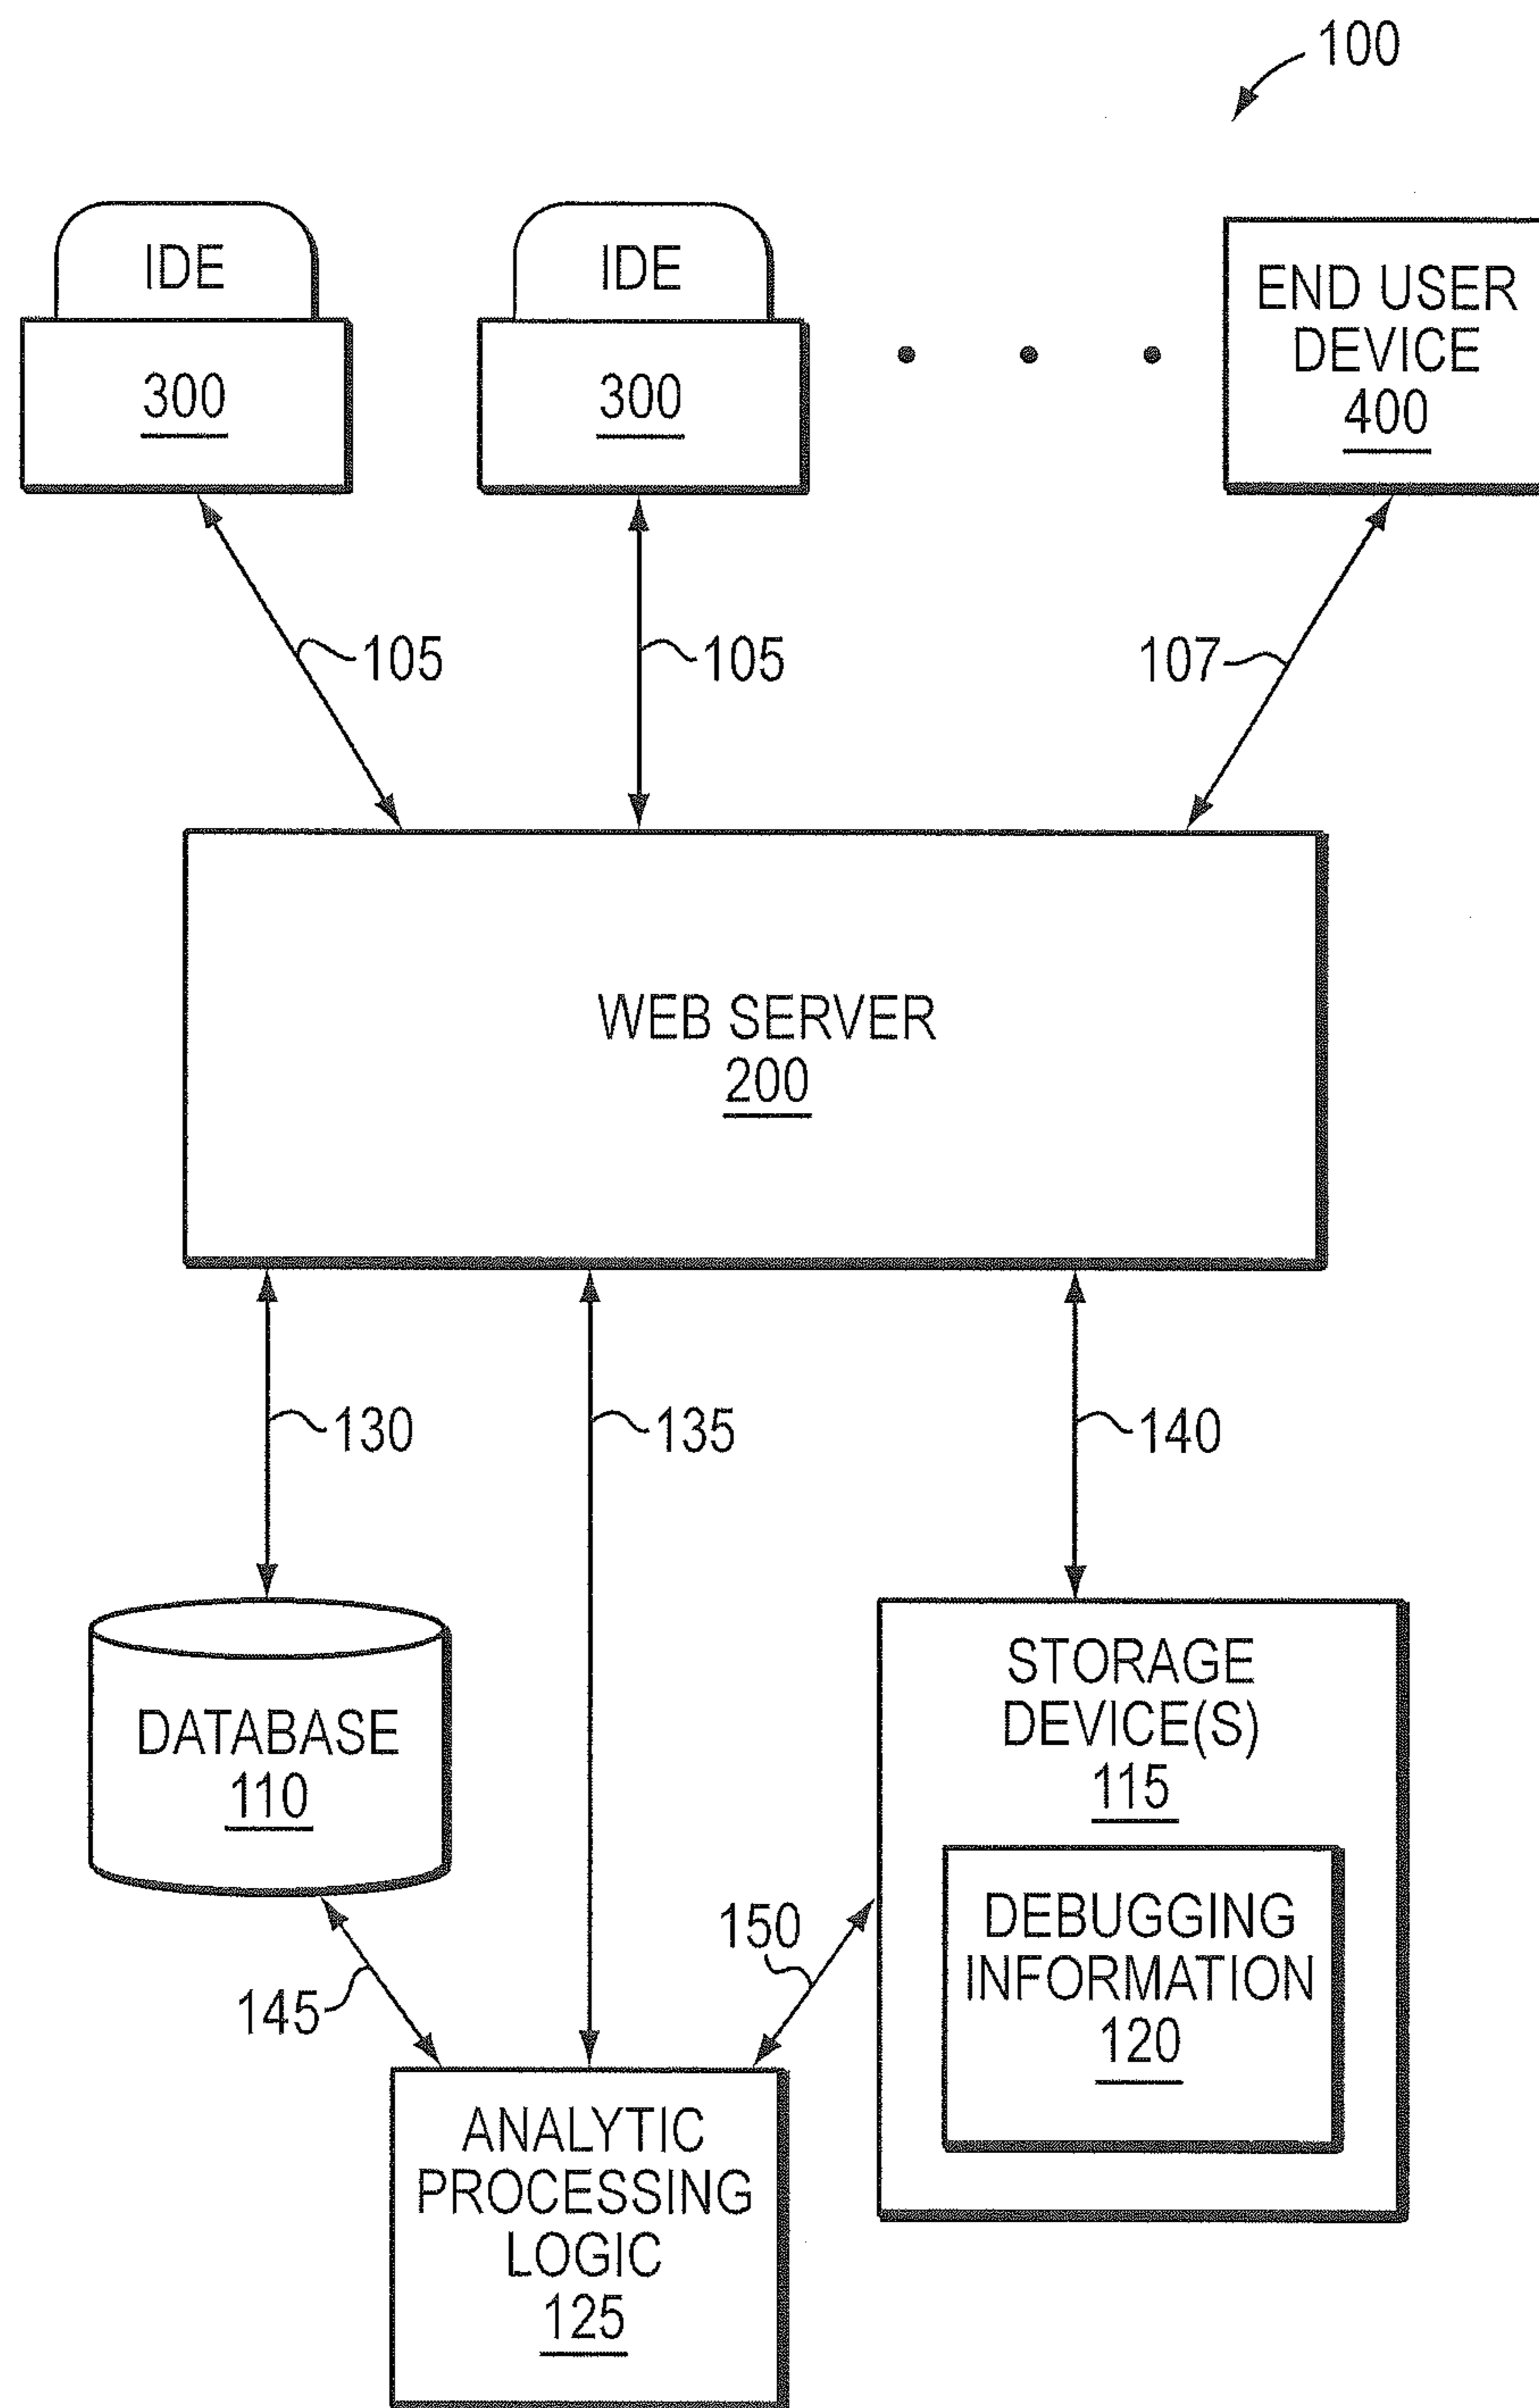 100
IDE
300
IDE
300
END USER
DEVICE
400
105
105
107
WEB SERVER
200
130
135
140
DATABASE
110
STORAGE
DEVICE(S)
115
DEBUGGING
INFORMATION
120
145
150
ANALYTIC
PROCESSING
LOGIC
125